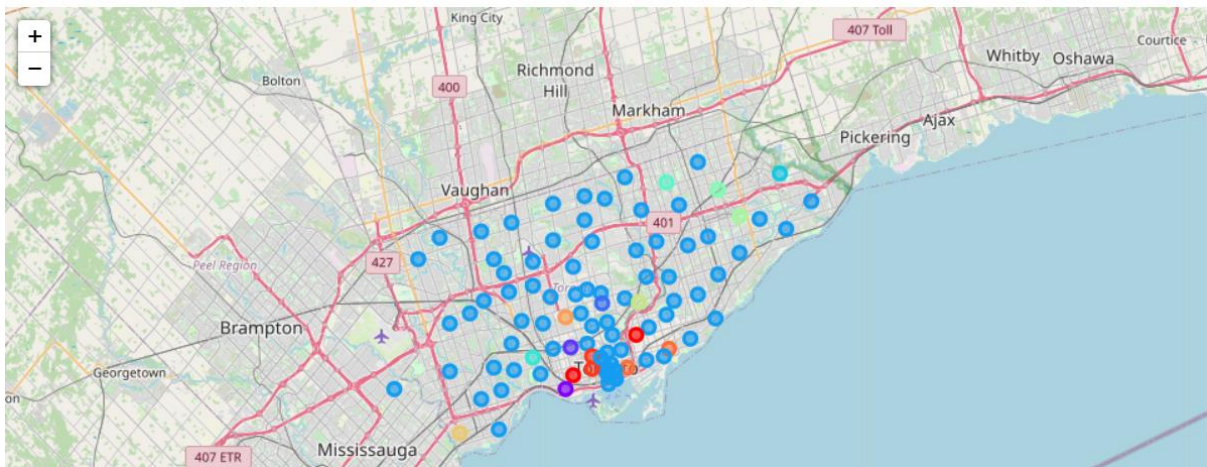 +
−
King City
407 Toll
Courtice
Whitby
Oshawa
Richmond
Hill
Bolton
400
Markham
Ajax
Pickering
Vaughan
401
427
Peel Region
Brampton
Georgetown
on
Mississauga
407 ETR